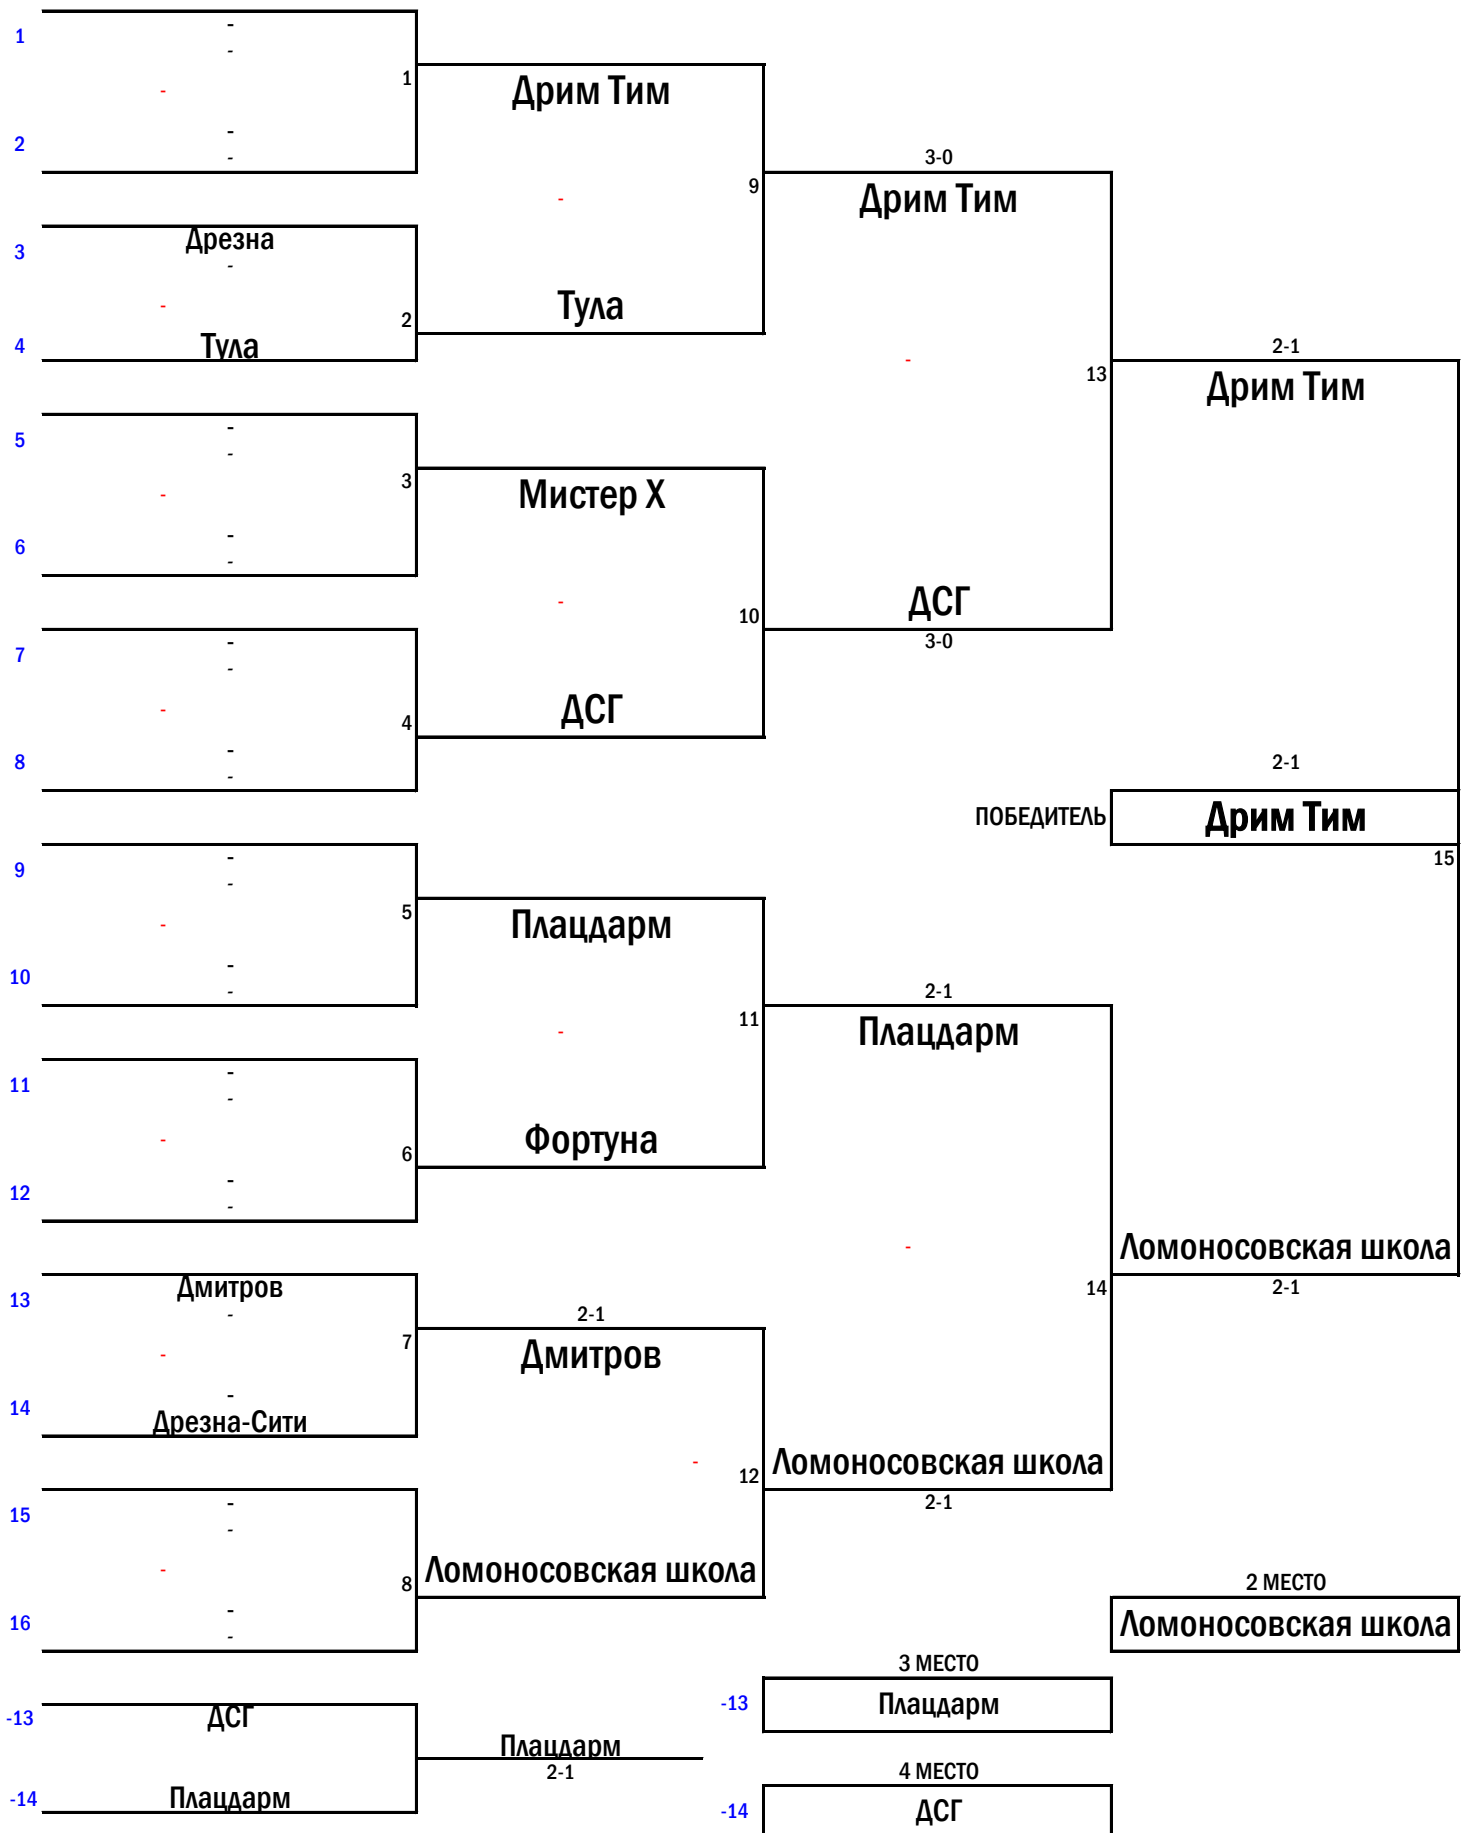 1
-
-
1
-
Дрим Тим
2
-
-
3-0
9
-
Дрим Тим
3
Дрезна
-
-
2
Тула
4
Тула
-
13
2-1
Дрим Тим
5
-
-
3
-
Мистер Х
6
-
-
-
10
ДСГ
3-0
7
-
-
-
4
ДСГ
8
-
-
2-1
ПОБЕДИТЕЛЬ
Дрим Тим
15
9
-
-
5
-
Плацдарм
10
-
-
2-1
11
-
Плацдарм
11
-
-
-
6
Фортуна
12
-
-
-
Ломоносовская школа
14
2-1
13
Дмитров
-
2-1
7
-
Дмитров
14
-
Дрезна-Сити
-
12
Ломоносовская школа
2-1
15
-
-
-
8
Ломоносовская школа
16
-
-
2 МЕСТО
Ломоносовская школа
3 МЕСТО
-13
ДСГ
-13
Плацдарм
Плацдарм
2-1
-14
Плацдарм
4 МЕСТО
-14
ДСГ